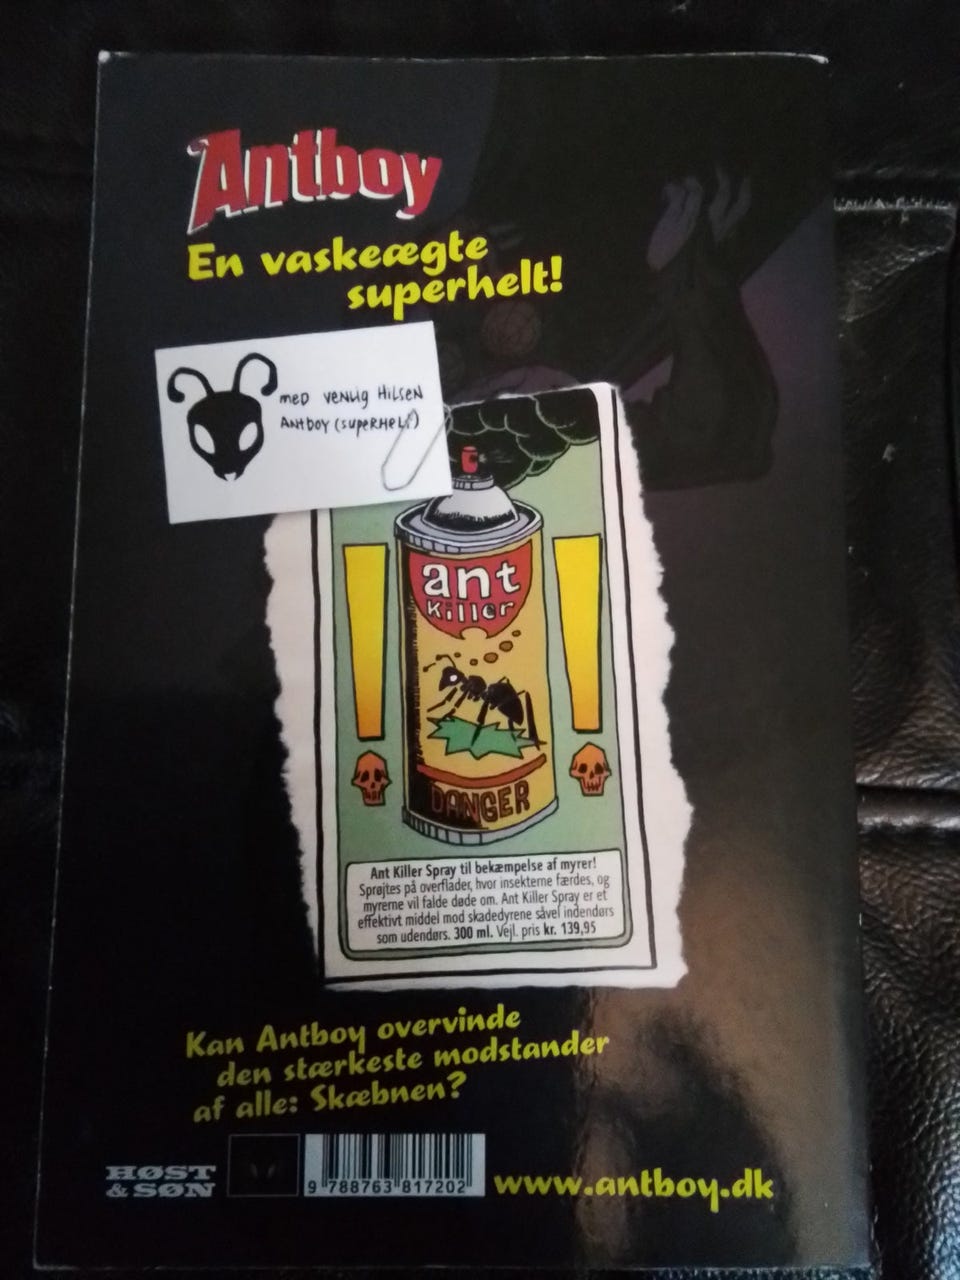 Antboy
En vaskeægte
superhelt!
med venlig Hilsen
Antboy (superhelt)
ant
killer
DANGER
Ant Killer Spray til bekæmpelse af myrer!
Sprøjtes på overflader, hvor insekterne færdes, og
myrerne vil falde døde om. Ant Killer Spray er et
effektivt middel mod skadedyrene såvel indendørs
som udendørs. 300 ml. Vejl. pris kr. 139,95
Kan Antboy overvinde
den stærkeste modstander
af alle: Skæbnen?
HØST
& SØN
9 788763 817202
www.antboy.dk